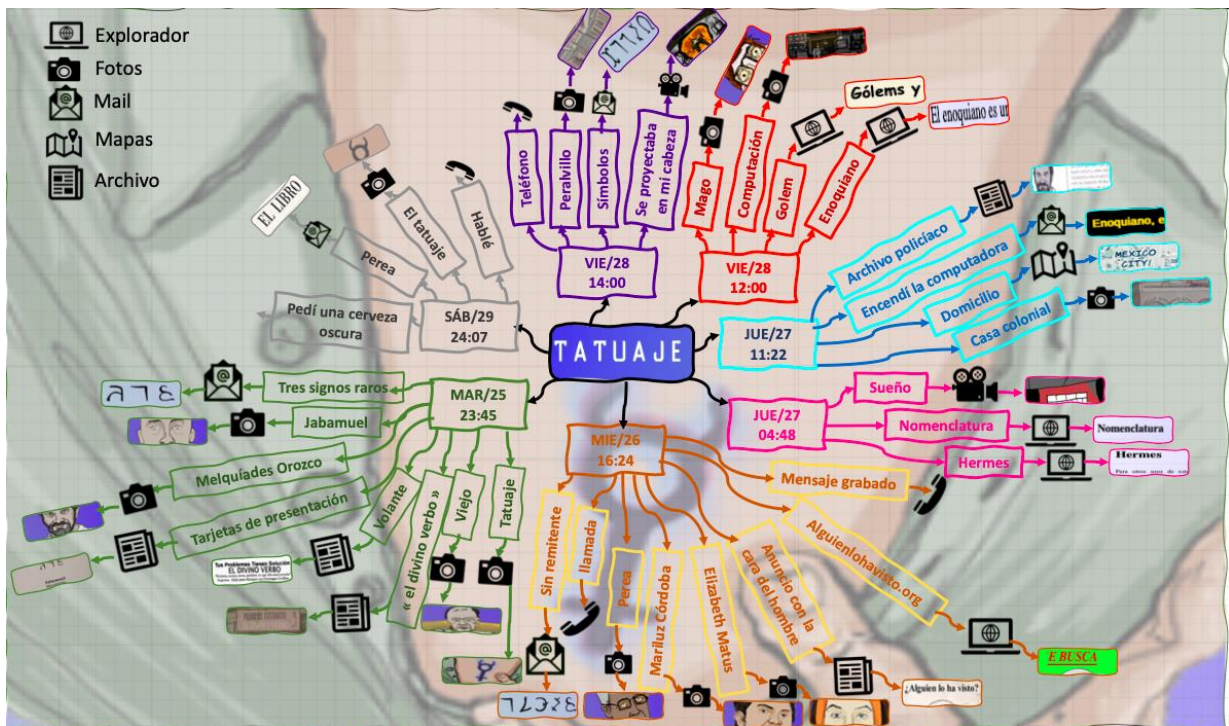 Explorador
Fotos
Mail
Mapas
Archivo
TATUAJE
MAR/25
23:45
Tres signos raros
Jabamuel
Melquíades Orozco
Tarjetas de presentación
Volante
Tus Problemas Tienen Solución
EL DIVINO VERBO
« el divino verbo »
Viejo
Tatuaje
MIE/26
16:24
Sin remitente
llamada
Perea
Mariluz Córdoba
Elizabeth Matus
Anuncio con la
cara del hombre
¿Alguien lo ha visto?
Alguienlohavisto.org
E BUSCA
Mensaje grabado
JUE/27
04:48
Sueño
Nomenclatura
Nomenclatura
Hermes
Hermes
JUE/27
11:22
Archivo policíaco
Encendí la computadora
Enoquiano, e
Domicilio
MEXICO
CITY!
Casa colonial
VIE/28
12:00
Mago
Computación
Golem
Gólems y
Enoquiano
El enoquiano es un
VIE/28
14:00
Teléfono
Peralvillo
Símbolos
Se proyectaba
en mi cabeza
SÁB/29
24:07
Hablé
El tatuaje
Perea
EL LIBRO
Pedí una cerveza
oscura